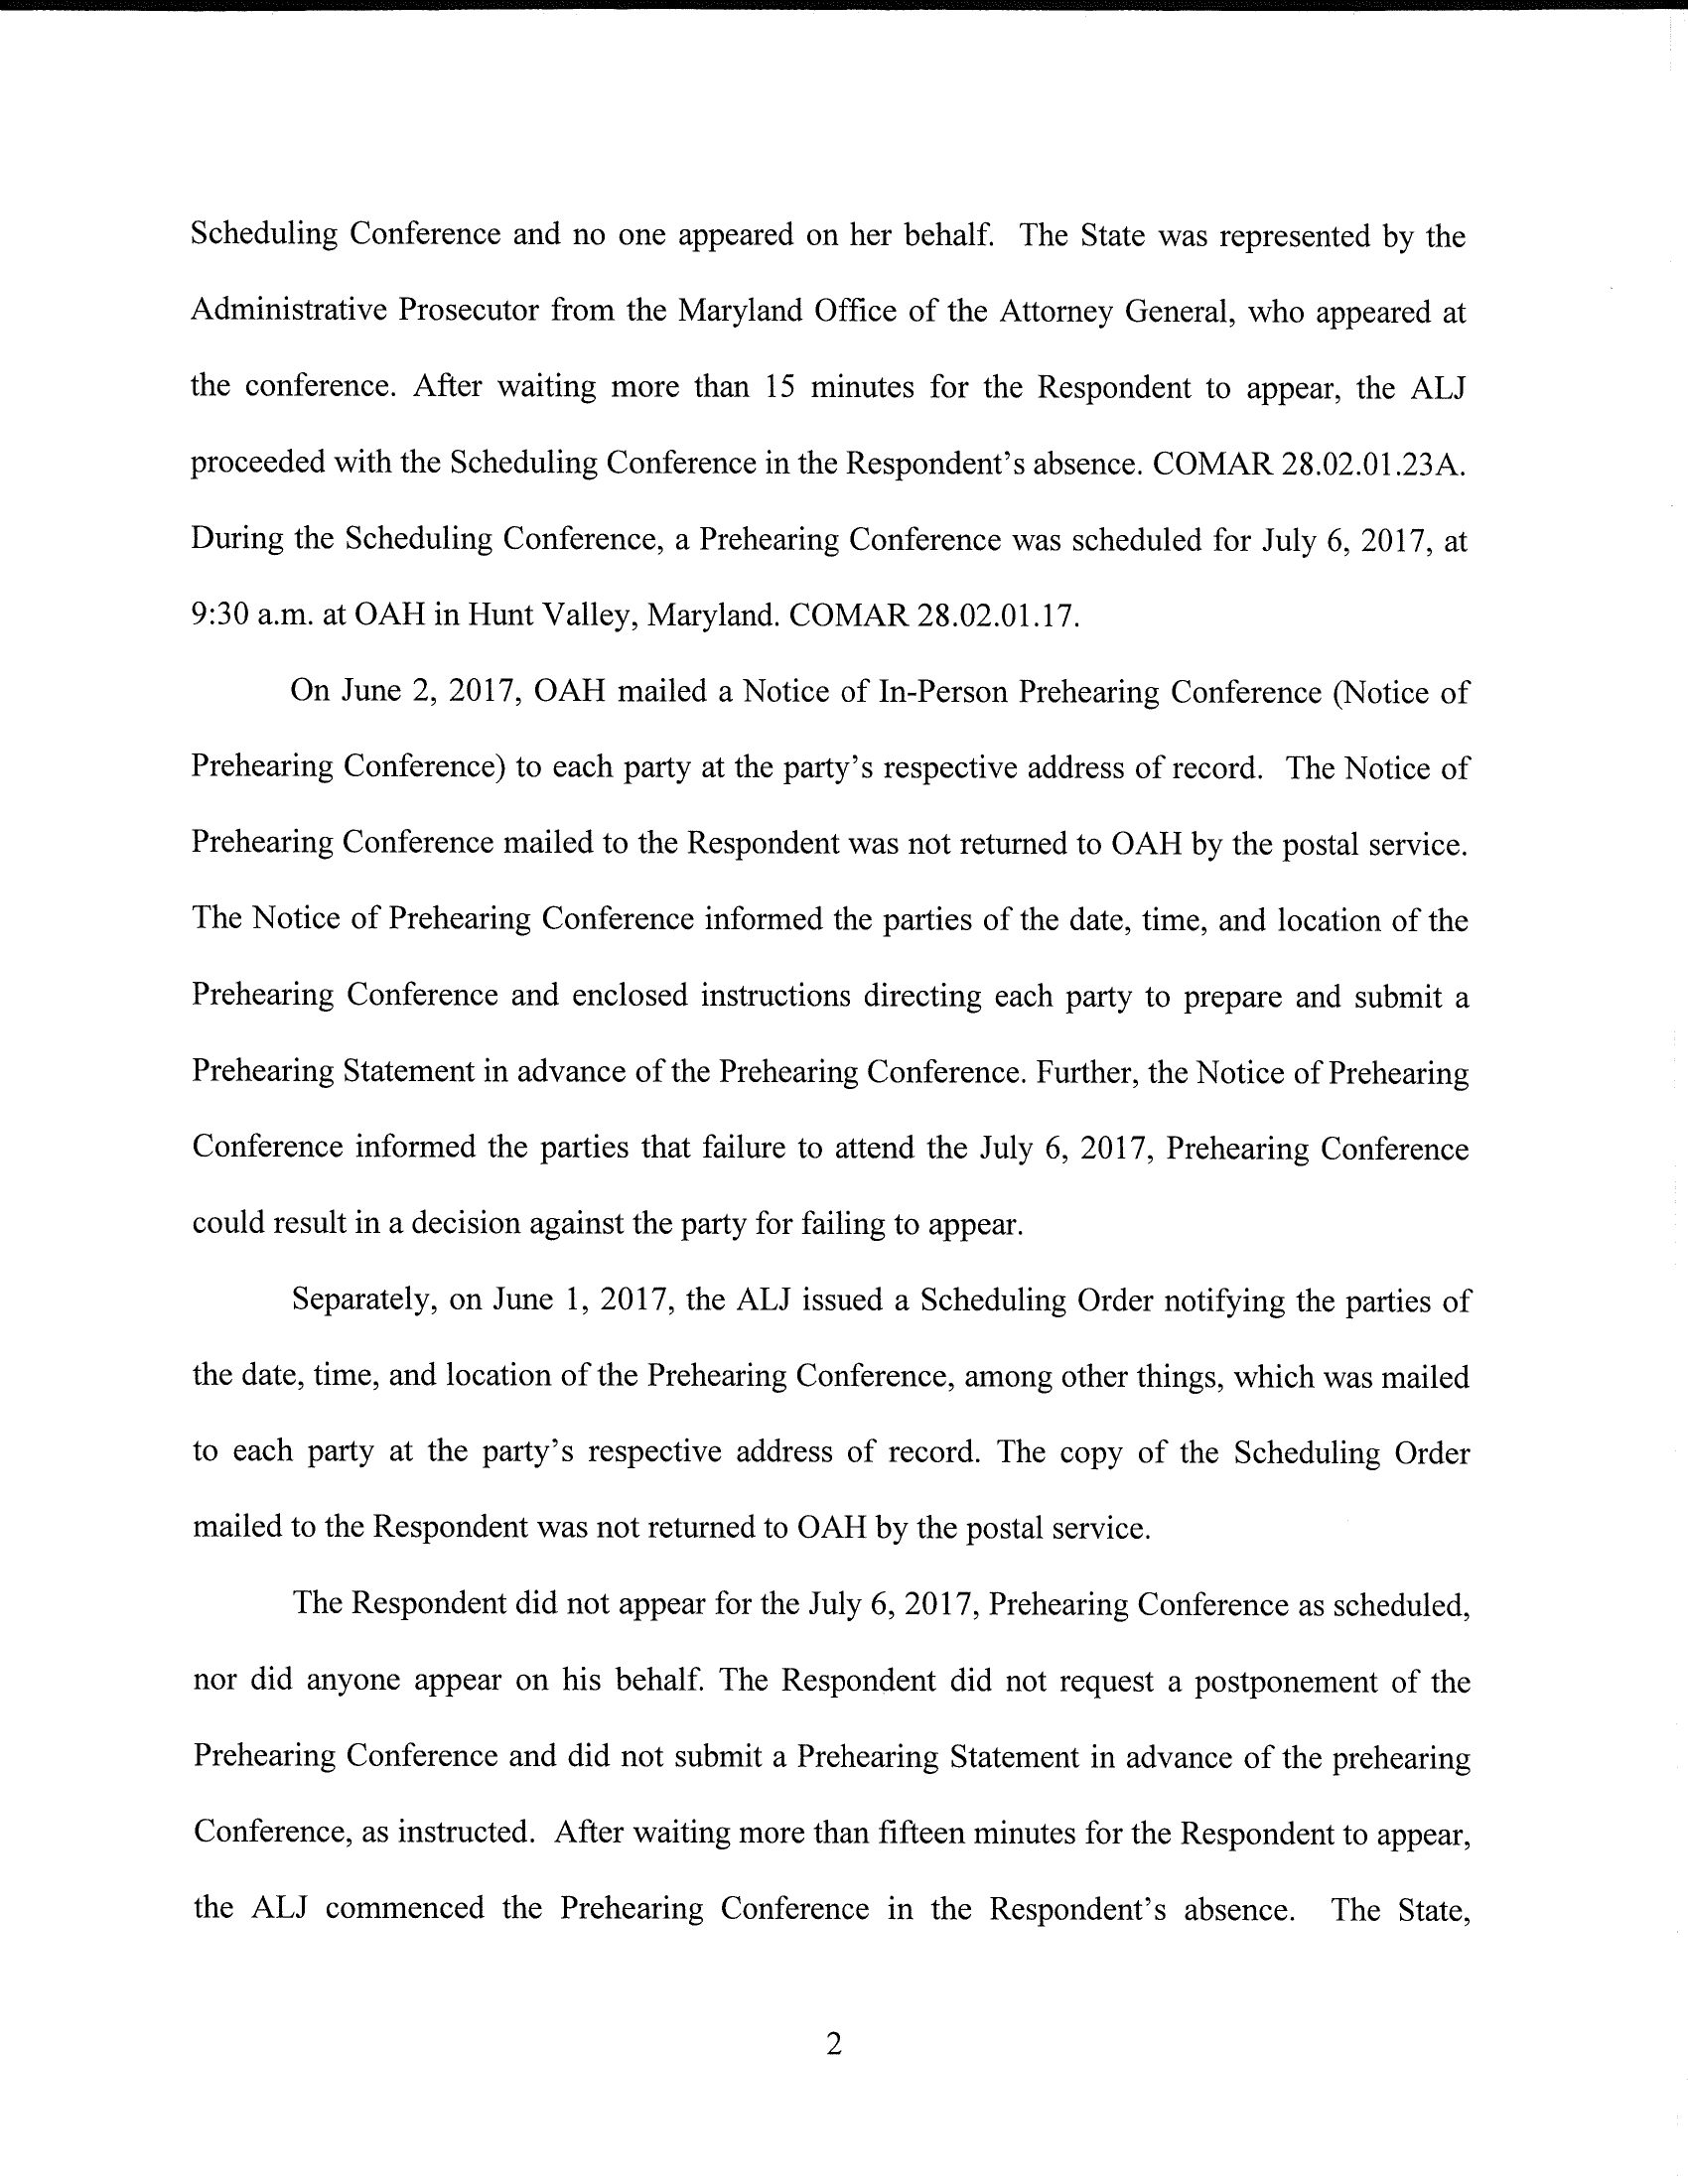 Scheduling Conference and no one appeared on her behalf. The State was represented by the
Administrative Prosecutor from the Maryland Office of the Attorney General, who appeared at
the conference. After waiting more than 15 minutes for the Respondent to appear, the ALJ
proceeded with the Scheduling Conference in the Respondent's absence. COMAR 28.02.01.23A.
During the Scheduling Conference, a Prehearing Conference was scheduled for July 6, 2017, at
9:30 a.m. at OAH in Hunt Valley, Maryland. COMAR 28.02.01.17.
On June 2, 2017, OAH mailed a Notice of In-Person Prehearing Conference (Notice of
Prehearing Conference) to each party at the party's respective address of record. The Notice of
Prehearing Conference mailed to the Respondent was not returned to OAH by the postal service.
The Notice of Prehearing Conference informed the parties of the date, time, and location of the
Prehearing Conference and enclosed instructions directing each party to prepare and submit a
Prehearing Statement in advance of the Prehearing Conference. Further, the Notice of Prehearing
Conference informed the parties that failure to attend the July 6, 2017, Prehearing Conference
could result in a decision against the party for failing to appear.
Separately, on June 1, 2017, the ALJ issued a Scheduling Order notifying the parties of
the date, time, and location of the Prehearing Conference, among other things, which was mailed
to each party at the party's respective address of record. The copy of the Scheduling Order
mailed to the Respondent was not returned to OAH by the postal service.
The Respondent did not appear for the July 6, 2017, Prehearing Conference as scheduled,
nor did anyone appear on his behalf. The Respondent did not request a postponement of the
Prehearing Conference and did not submit a Prehearing Statement in advance of the prehearing
Conference, as instructed. After waiting more than fifteen minutes for the Respondent to appear,
the ALJ commenced the Prehearing Conference in the Respondent's absence. The State,
2